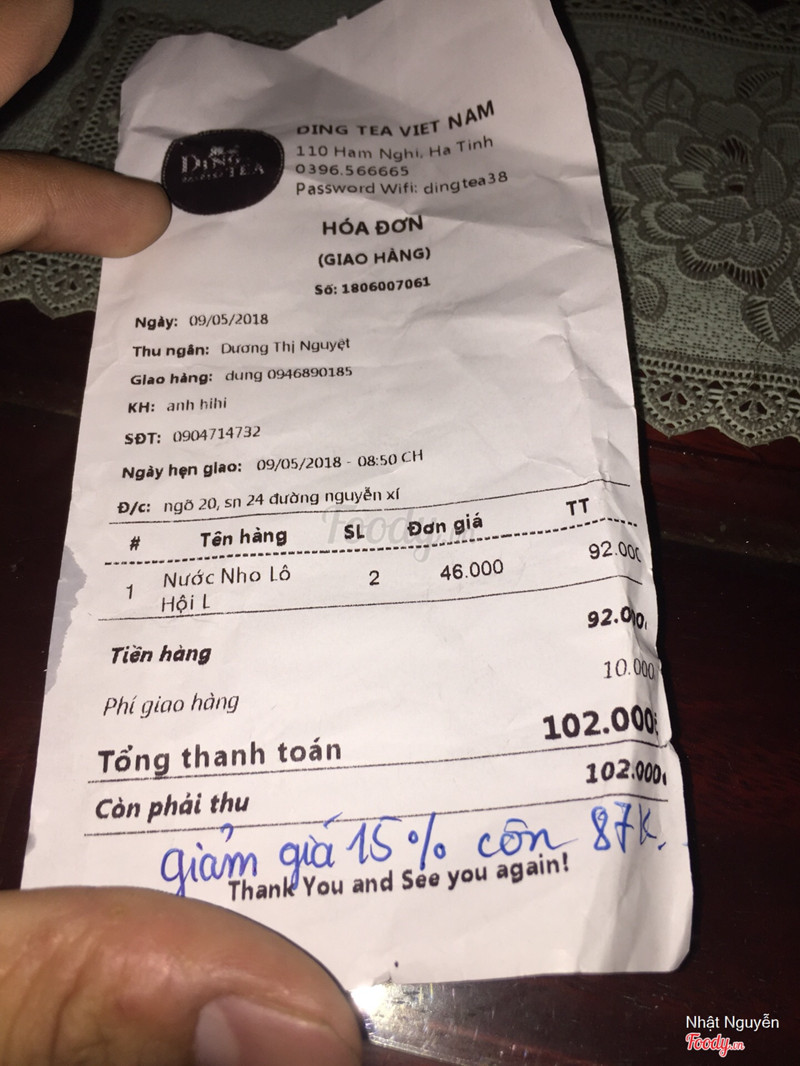 DING TEA
DING TEA VIET NAM
110 Ham Nghi, Ha Tinh
0396.566665
Password Wifi: dingtea38
HÓA ĐƠN
(GIAO HÀNG)
Số: 1806007061
Ngày: 09/05/2018
Thu ngân: Dương Thị Nguyệt
Giao hàng: dung 0946890185
KH: anh hihi
SĐT: 0904714732
Ngày hẹn giao: 09/05/2018 - 08:50 CH
Đ/c: ngõ 20, sn 24 đường nguyễn xí
# Tên hàng SL Đơn giá TT
1 Nước Nho Lô 2 46.000 92.000
Hội L
Tiền hàng 92.000
Phí giao hàng 10.000
Tổng thanh toán 102.000đ
Còn phải thu 102.000đ
giảm giá 15% còn 87K.
Thank You and See you again!
Foody.vn
Nhật Nguyễn
Foody.vn